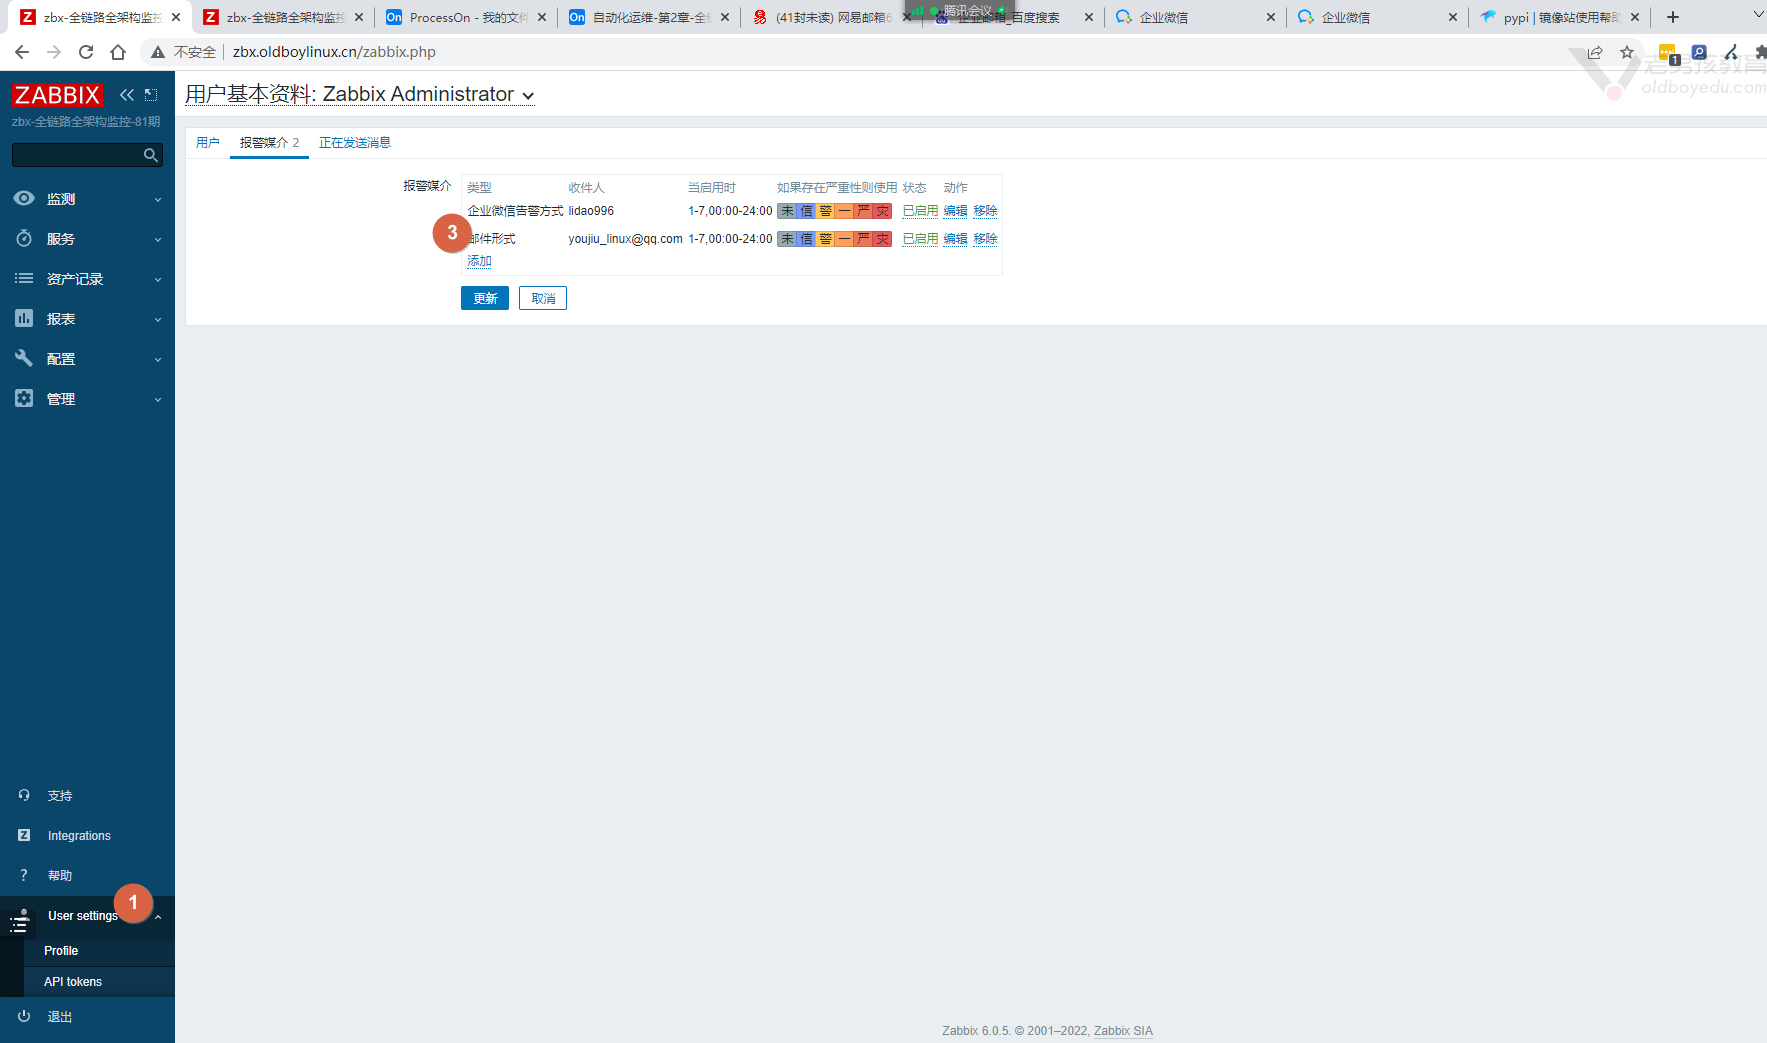 zbx-全链路全架构监控
zbx-全链路全架构监控
ProcessOn - 我的文件
自动化运维-第2章-全
(41封未读) 网易邮箱6
腾讯会议
企业邮箱_百度搜索
企业微信
企业微信
pypi | 镜像站使用帮助
不安全
zbx.oldboylinux.cn/zabbix.php
1
老男孩教育
oldboyedu.com
ZABBIX
zbx-全链路全架构监控-81期
监测
服务
资产记录
报表
配置
管理
支持
Integrations
帮助
User settings
1
Profile
API tokens
退出
用户基本资料: Zabbix Administrator
用户 报警媒介 2 正在发送消息
报警媒介 类型 收件人 当启用时 如果存在严重性则使用 状态 动作
企业微信告警方式 lidao996 1-7,00:00-24:00 未 信 警 一 严 灾 已启用 编辑 移除
3
邮件形式 youjiu_linux@qq.com 1-7,00:00-24:00 未 信 警 一 严 灾 已启用 编辑 移除
添加
更新 取消
Zabbix 6.0.5. © 2001–2022, Zabbix SIA